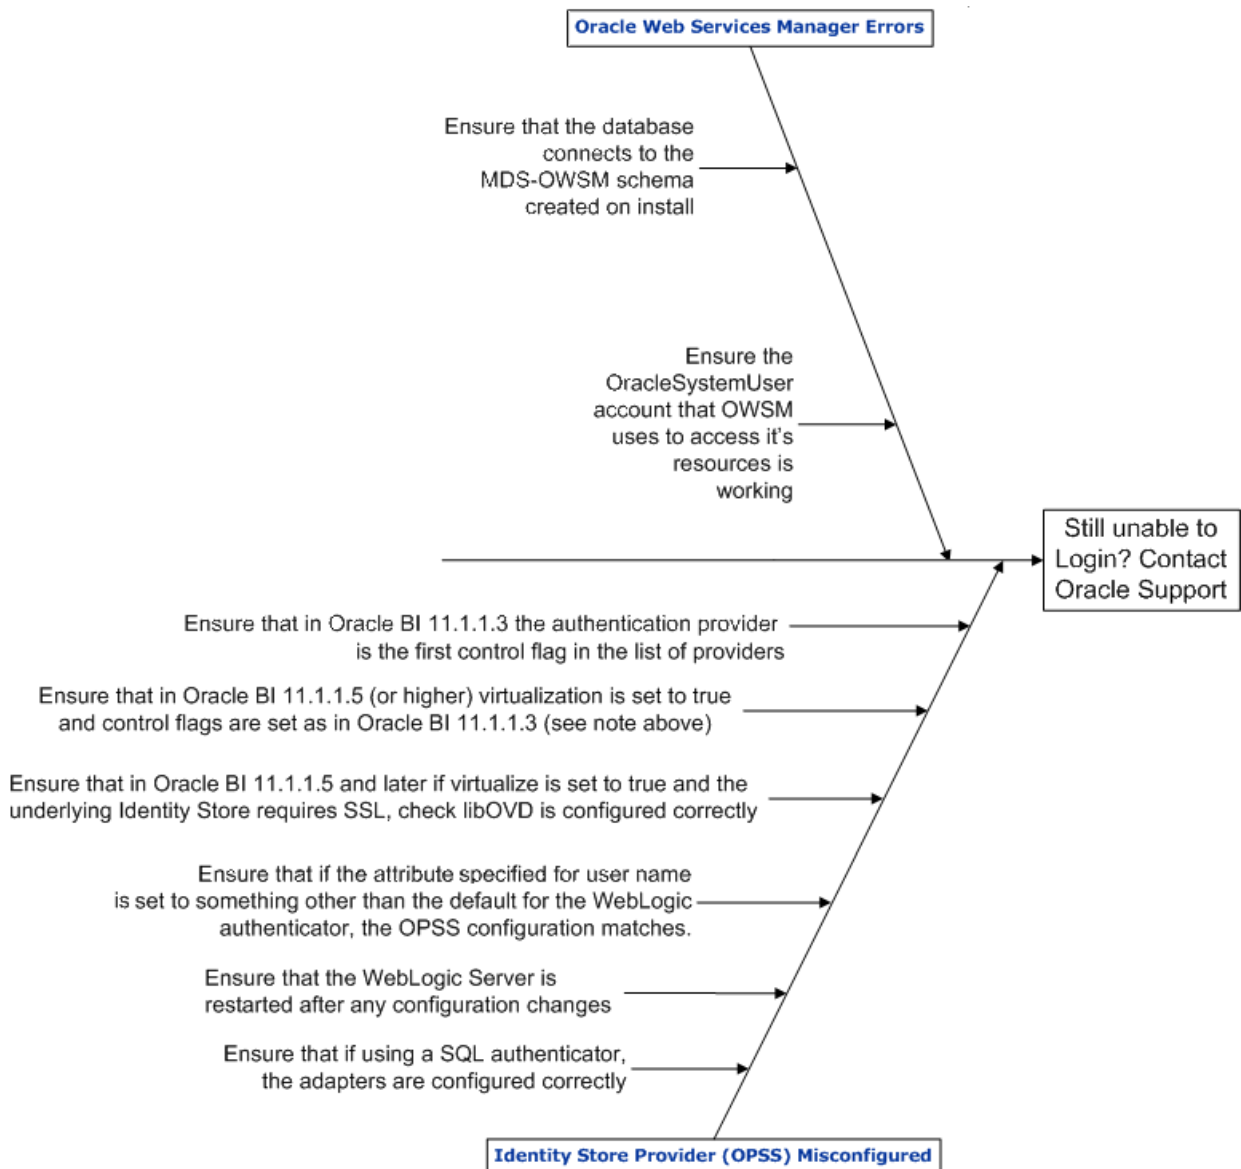 Oracle Web Services Manager Errors
Ensure that the database
connects to the
MDS-OWSM schema
created on install
Ensure the
OracleSystemUser
account that OWSM
uses to access it's
resources is
working
Still unable to
Login? Contact
Oracle Support
Ensure that in Oracle BI 11.1.1.3 the authentication provider
is the first control flag in the list of providers
Ensure that in Oracle BI 11.1.1.5 (or higher) virtualization is set to true
and control flags are set as in Oracle BI 11.1.1.3 (see note above)
Ensure that in Oracle BI 11.1.1.5 and later if virtualize is set to true and the
underlying Identity Store requires SSL, check libOVD is configured correctly
Ensure that if the attribute specified for user name
is set to something other than the default for the WebLogic
authenticator, the OPSS configuration matches.
Ensure that the WebLogic Server is
restarted after any configuration changes
Ensure that if using a SQL authenticator,
the adapters are configured correctly
Identity Store Provider (OPSS) Misconfigured